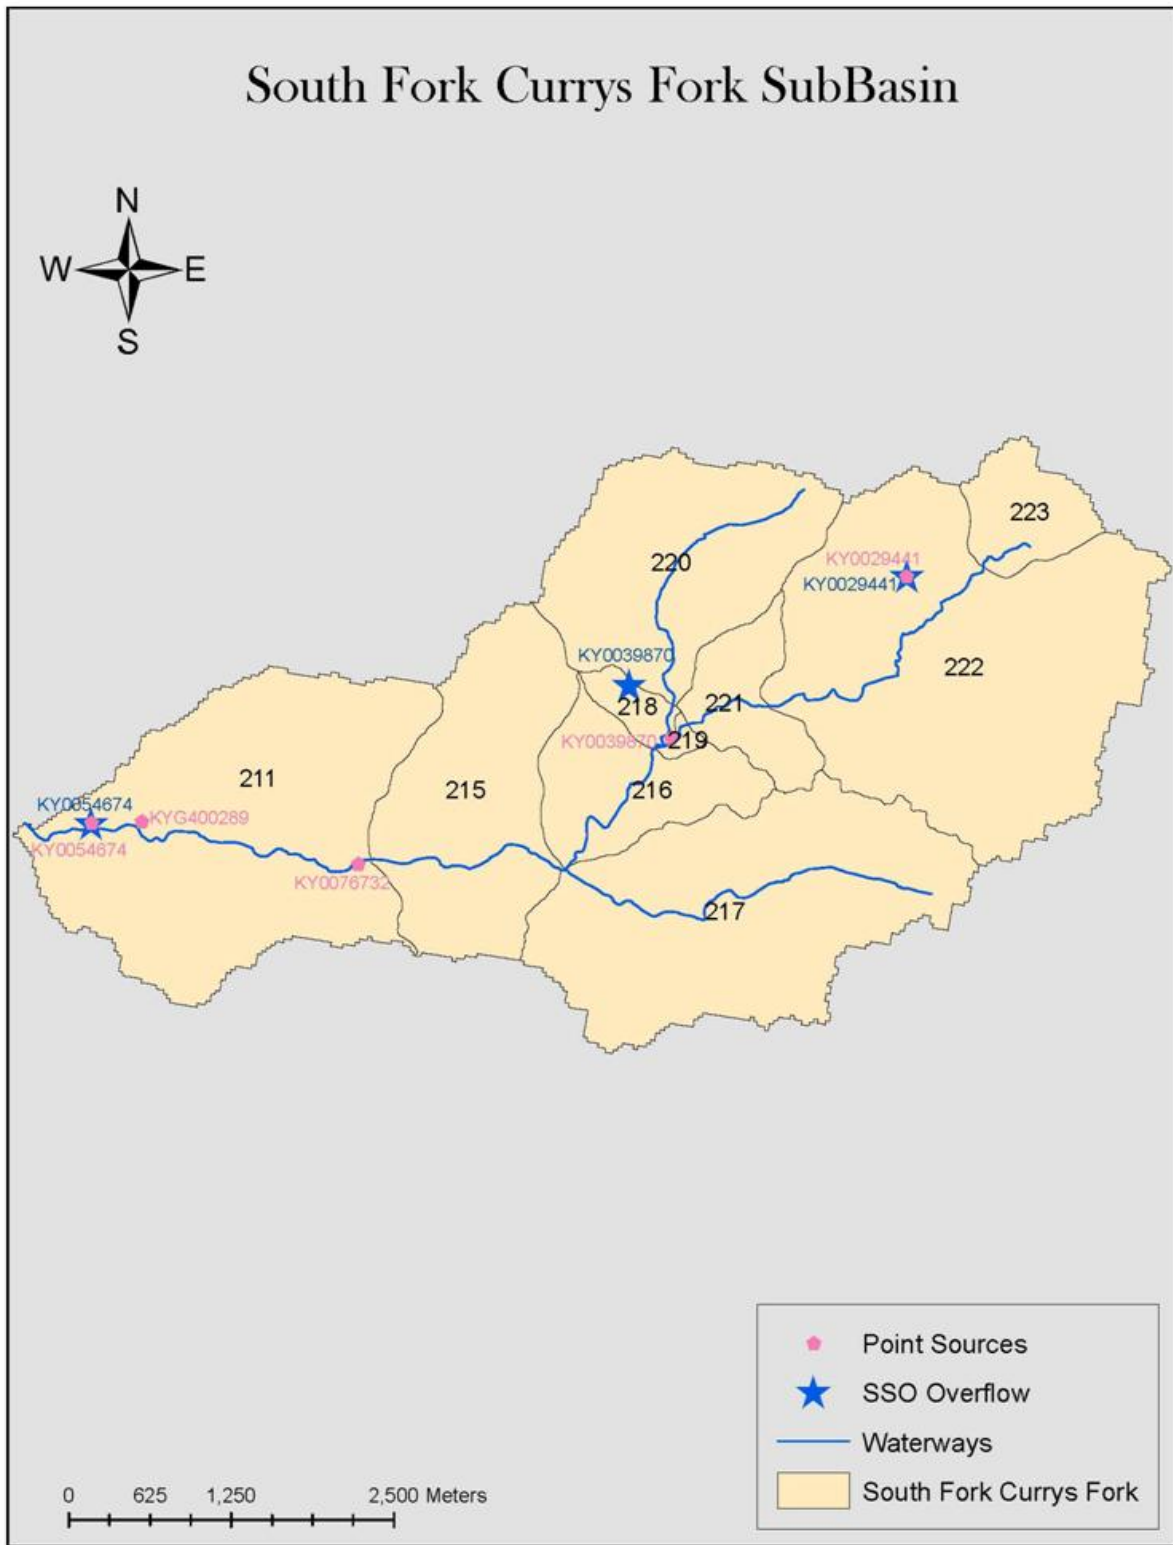 South Fork Currys Fork SubBasin
N
W E
S
223
KY0029441
220
KY0029441
KY0039870
222
218 221
KY0039870 219
211 215 216
KY0054674
KYG400289
KY0054674
KY0076732
217
Point Sources
SSO Overflow
Waterways
South Fork Currys Fork
0 625 1,250 2,500 Meters